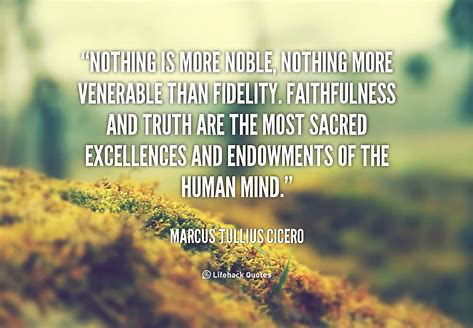 “NOTHING IS MORE NOBLE, NOTHING MORE
VENERABLE THAN FIDELITY. FAITHFULNESS
AND TRUTH ARE THE MOST SACRED
EXCELLENCES AND ENDOWMENTS OF THE
HUMAN MIND.”
MARCUS TULLIUS CICERO
Lifehack Quotes